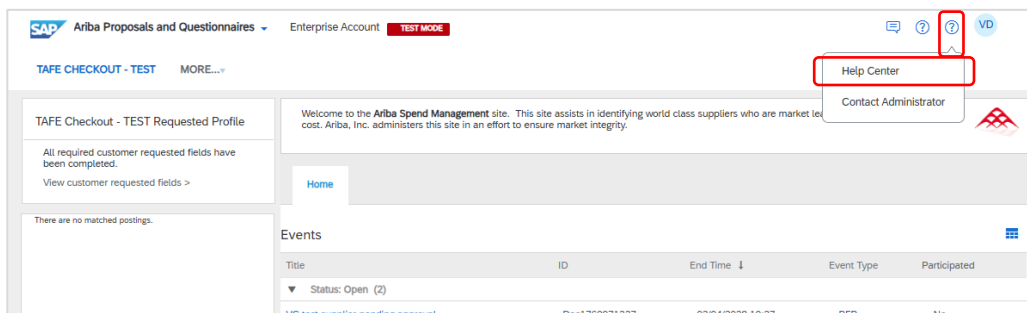 SAP Ariba Proposals and Questionnaires Enterprise Account TEST MODE VD
TAFE CHECKOUT - TEST MORE...
Help Center
Contact Administrator
TAFE Checkout - TEST Requested Profile
All required customer requested fields have
been completed.
View customer requested fields >
There are no matched postings.
Welcome to the Ariba Spend Management site. This site assists in identifying world class suppliers who are market
cost. Ariba, Inc. administers this site in an effort to ensure market integrity.
Home
Events
Title ID End Time ↓ Event Type Participated
▼ Status: Open (2)